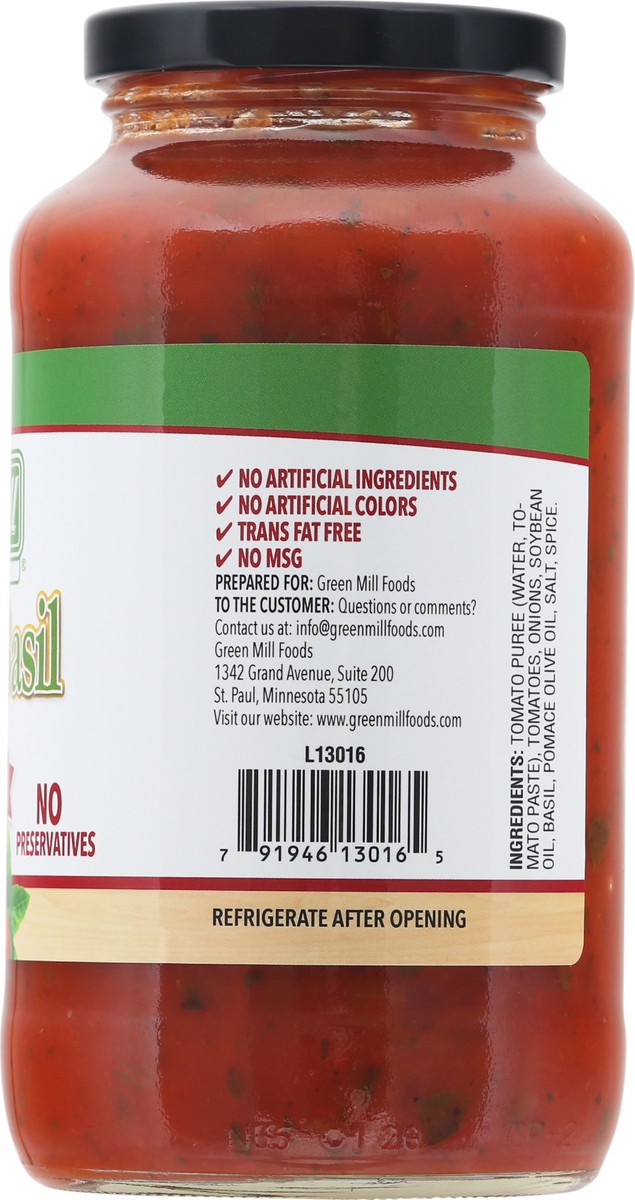 asil
®
NO
PRESERVATIVES
✔ NO ARTIFICIAL INGREDIENTS
✔ NO ARTIFICIAL COLORS
✔ TRANS FAT FREE
✔ NO MSG
PREPARED FOR: Green Mill Foods
TO THE CUSTOMER: Questions or comments?
Contact us at: info@greenmillfoods.com
Green Mill Foods
1342 Grand Avenue, Suite 200
St. Paul, Minnesota 55105
Visit our website: www.greenmillfoods.com
L13016
7 91946 13016 5
INGREDIENTS: TOMATO PUREE (WATER, TO-
MATO PASTE), TOMATOES, ONIONS, SOYBEAN
OIL, BASIL, POMACE OLIVE OIL, SALT, SPICE.
REFRIGERATE AFTER OPENING